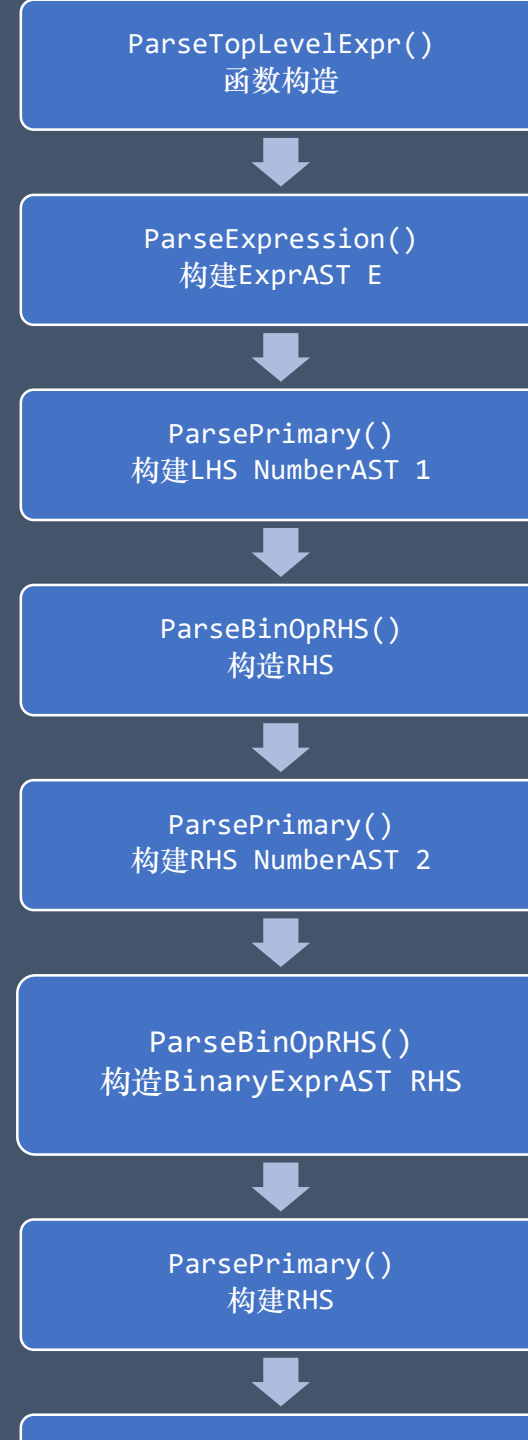 ParseTopLevelExpr()
函数构造
ParseExpression()
构建ExprAST E
ParsePrimary()
构建LHS NumberAST 1
ParseBinOpRHS()
构造RHS
ParsePrimary()
构建RHS NumberAST 2
ParseBinOpRHS()
构造BinaryExprAST RHS
ParsePrimary()
构建RHS